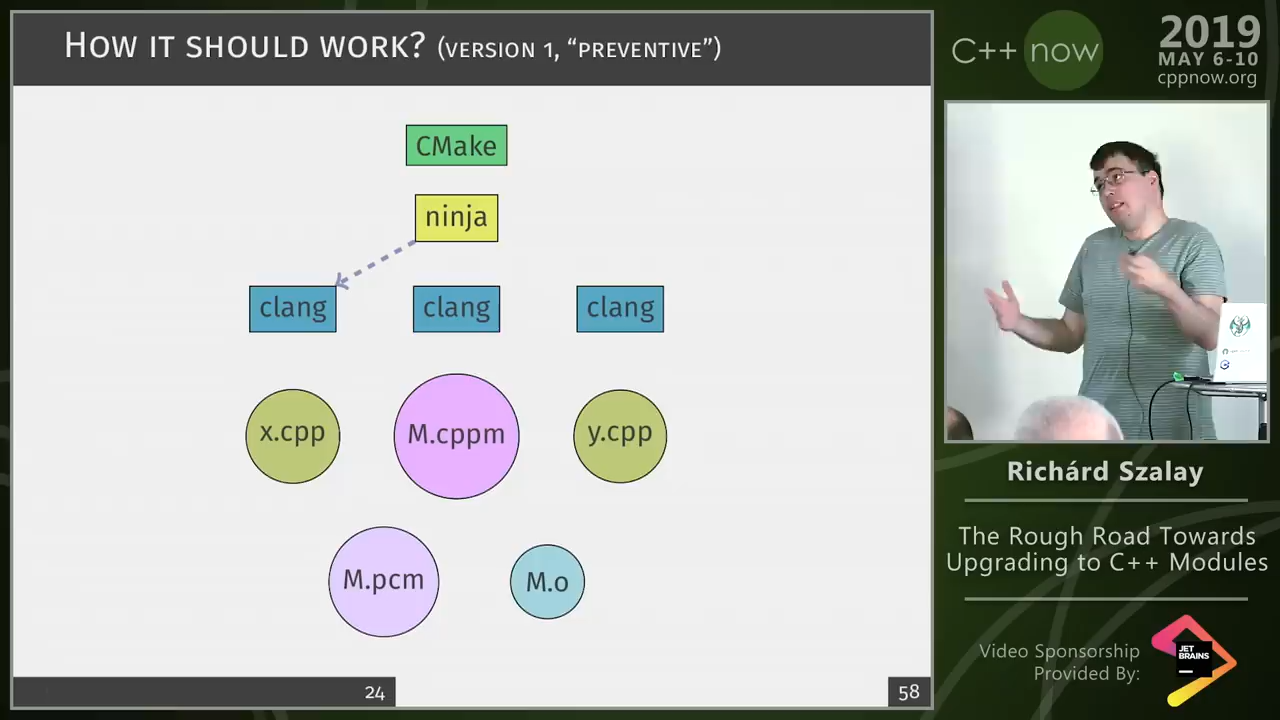 HOW IT SHOULD WORK? (VERSION 1, “PREVENTIVE”)
CMake
ninja
clang clang clang
x.cpp M.cppm y.cpp
M.pcm M.o
24
58
C++ now
2019
MAY 6-10
cppnow.org
Richárd Szalay
The Rough Road Towards
Upgrading to C++ Modules
Video Sponsorship
Provided By:
JET
BRAINS